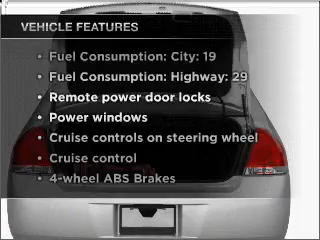 VEHICLE FEATURES
• Fuel Consumption: City: 19
• Fuel Consumption: Highway: 29
• Remote power door locks
• Power windows
• Cruise controls on steering wheel
• Cruise control
• 4-wheel ABS Brakes